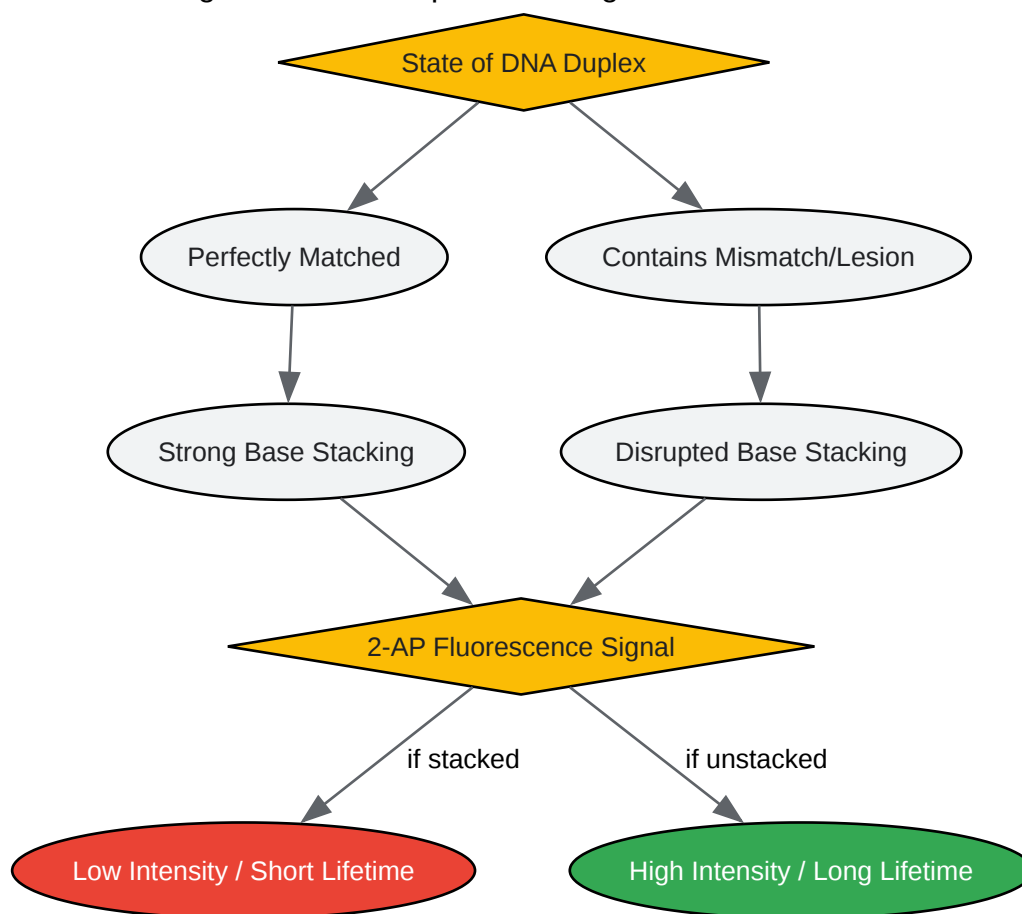 State of DNA Duplex
Perfectly Matched
Contains Mismatch/Lesion
Strong Base Stacking
Disrupted Base Stacking
2-AP Fluorescence Signal
if stacked
if unstacked
Low Intensity / Short Lifetime
High Intensity / Long Lifetime